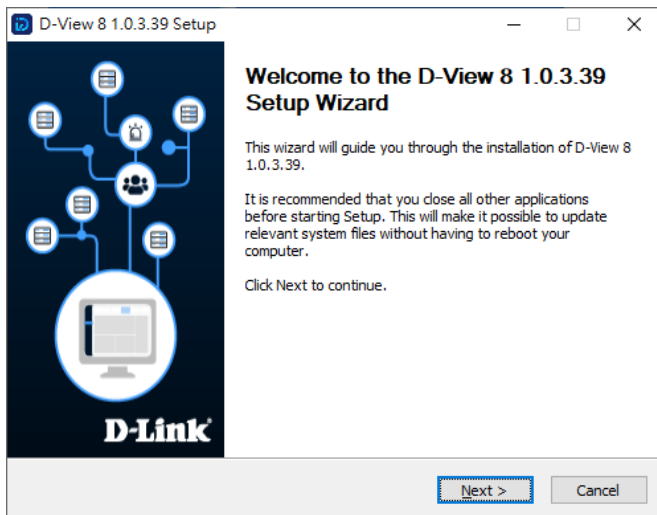 D-View 8 1.0.3.39 Setup
Welcome to the D-View 8 1.0.3.39
Setup Wizard
This wizard will guide you through the installation of D-View 8
1.0.3.39.
It is recommended that you close all other applications
before starting Setup. This will make it possible to update
relevant system files without having to reboot your
computer.
Click Next to continue.
D-Link
Next >
Cancel